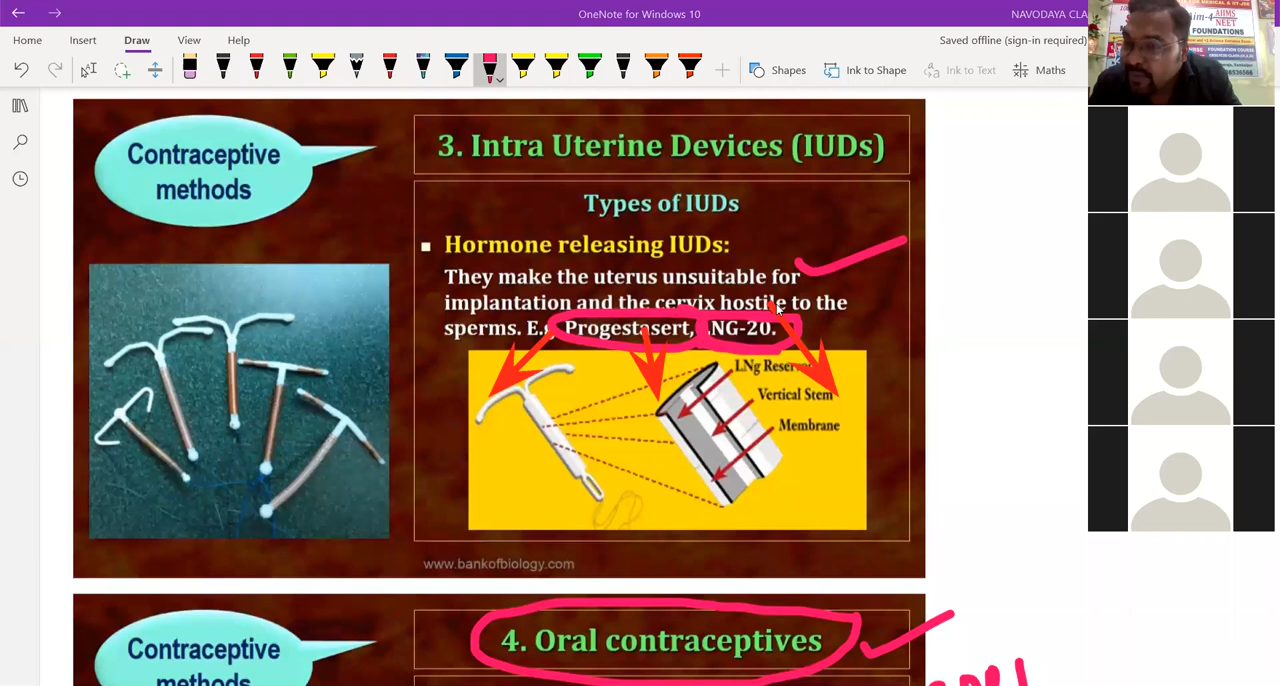 OneNote for Windows 10
NAVODAYA CLA
Home Insert Draw View Help
Saved offline (sign-in required)
Shapes Ink to Shape Ink to Text Maths
AIIMS
NEET
FOUNDATIONS
Contraceptive
methods
3. Intra Uterine Devices (IUDs)
Types of IUDs
Hormone releasing IUDs:
They make the uterus unsuitable for
implantation and the cervix hostile to the
sperms. E.g. Progestasert, LNG-20.
LNg Reser
Vertical Stem
Membrane
www.bankofbiology.com
Contraceptive
methods
4. Oral contraceptives